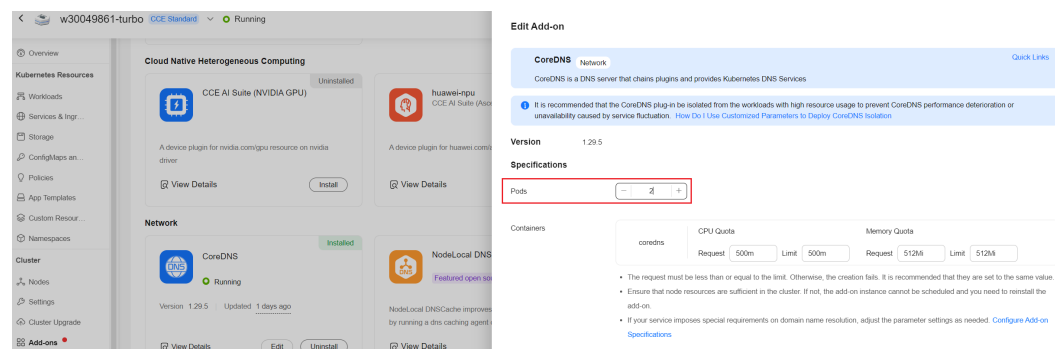 w30049861-turbo CCE Standard Running
Overview
Kubernetes Resources
Workloads
Services & Ingr...
Storage
ConfigMaps an...
Policies
App Templates
Custom Resour...
Namespaces
Cluster
Nodes
Settings
Cluster Upgrade
Add-ons
Cloud Native Heterogeneous Computing
Uninstalled
CCE AI Suite (NVIDIA GPU)
A device plugin for nvidia.com/gpu resource on nvidia
driver
View Details Install
huawei-npu
CCE AI Suite (Asc
A device plugin for huawei.com/
View Details
Network
Installed
CoreDNS
Running
Version 1.29.5 Updated 1 days ago
View Details Edit Uninstall
NodeLocal DNS
Featured open so
NodeLocal DNSCache improves
by running a dns caching agent
View Details
Edit Add-on
CoreDNS Network Quick Links
CoreDNS is a DNS server that chains plugins and provides Kubernetes DNS Services
It is recommended that the CoreDNS plug-in be isolated from the workloads with high resource usage to prevent CoreDNS performance deterioration or
unavailability caused by service fluctuation. How Do I Use Customized Parameters to Deploy CoreDNS Isolation
Version 1.29.5
Specifications
Pods − 2 +
Containers
coredns
CPU Quota Memory Quota
Request 500m Limit 500m Request 512Mi Limit 512Mi
• The request must be less than or equal to the limit. Otherwise, the creation fails. It is recommended that they are set to the same value.
• Ensure that node resources are sufficient in the cluster. If not, the add-on instance cannot be scheduled and you need to reinstall the
add-on.
• If your service imposes special requirements on domain name resolution, adjust the parameter settings as needed. Configure Add-on
Specifications